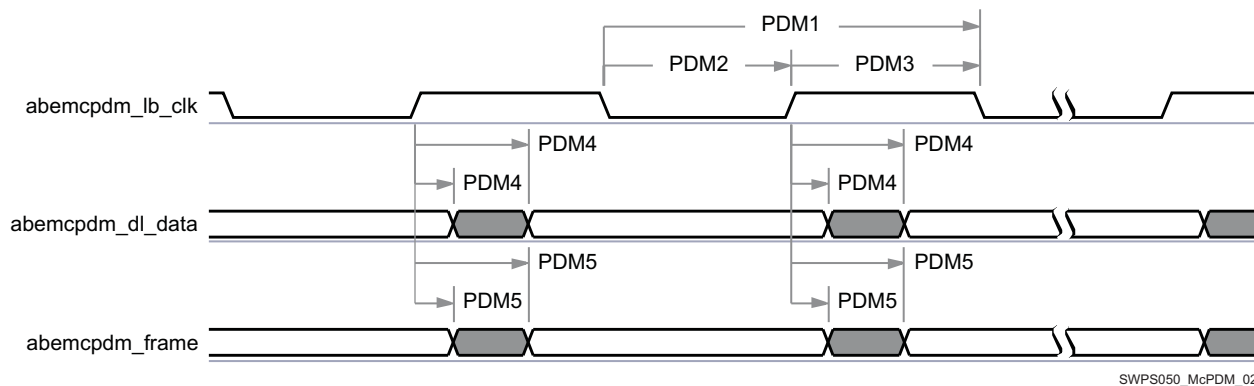 PDM1
PDM2 PDM3
abemcpdm_lb_clk
PDM4 PDM4
PDM4 PDM4
abemcpdm_dl_data
PDM5 PDM5
PDM5 PDM5
abemcpdm_frame
SWPS050_McPDM_02